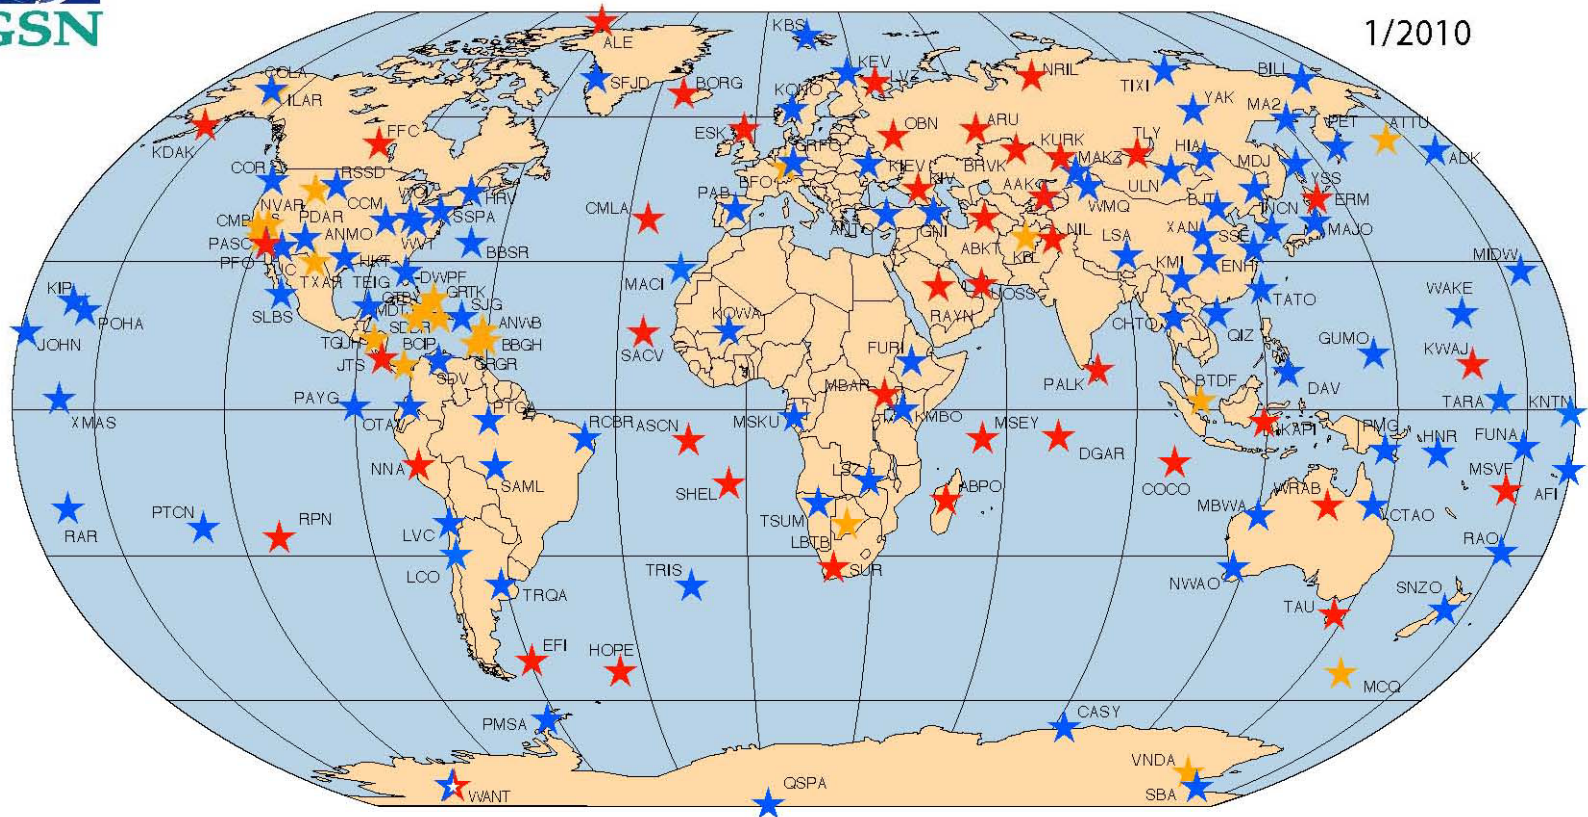 GSN
1/2010
KBS
ALE
KEV
LVZ
NRIL
TIXI
BILL
COLA
ILAR
SFJD
BORG
KONO
YAK
MA2
PET
ATTU
ADK
KDAK
FFC
ESK
OBN
ARU
KURK
TLY
HIA
MDJ
YSS
COR
RSSD
GRFO
BFO
KIEV
KIV
BRVK
MAKZ
AAK
ULN
NVAR
PDAR
CCM
HRV
SSPA
PAB
CMLA
ANTO
GNI
ABKT
KBL
NIL
WMQ
BJT
INCN
ERM
MAJO
PASC
PFO
ANMO
WVT
BBSR
LSA
XAN
SSE
MIDW
TXAR
HKT
TEIG
DWPF
MACI
KMI
ENH
KIP
POHA
JOHN
SLBS
GRTK
SJG
ANWB
BBGH
GRGR
KOWA
UOSS
RAYN
CHTO
QIZ
TATO
WAKE
GUMO
TGUH
JTS
BCIP
SDV
SACV
FURI
PALK
KWAJ
XMAS
PAYG
OTAV
PTGA
RCBR
ASCN
MSKU
MBAR
KMBO
MSEY
DGAR
BTDF
DAV
TARA
KNTN
KAPI
PMG
HNR
FUNA
NNA
SAML
SHEL
LSZ
ABPO
COCO
WRAB
MSVF
AFI
RAR
PTCN
RPN
LVC
TSUM
LBTB
MBWA
CTAO
RAO
LCO
TRQA
TRIS
SUR
NWAO
TAU
SNZO
EFI
HOPE
MCQ
PMSA
CASY
VNDA
SBA
WANT
QSPA